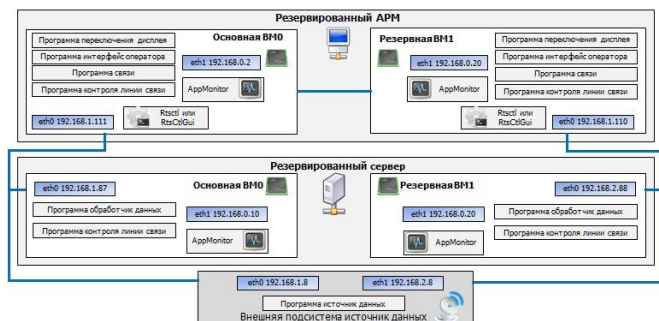 Резервированный АРМ
Основная ВМ0
Программа переключения дисплея
Программа интерфейс оператора
Программа связи
Программа контроля линии связи
eth1 192.168.0.2
AppMonitor
eth0 192.168.1.111
Rtsctl или
RtsCtlGui
Резервная ВМ1
eth1 192.168.0.20
AppMonitor
Программа переключения дисплея
Программа интерфейс оператора
Программа связи
Программа контроля линии связи
Rtsctl или
RtsCtlGui
eth0 192.168.1.110
Резервированный сервер
eth0 192.168.1.87
Основная ВМ0
Программа обработчик данных
Программа контроля линии связи
eth1 192.168.0.10
AppMonitor
Резервная ВМ1
eth0 192.168.2.88
eth1 192.168.0.20
AppMonitor
Программа обработчик данных
Программа контроля линии связи
eth0 192.168.1.8
eth1 192.168.2.8
Программа источник данных
Внешняя подсистема источник данных